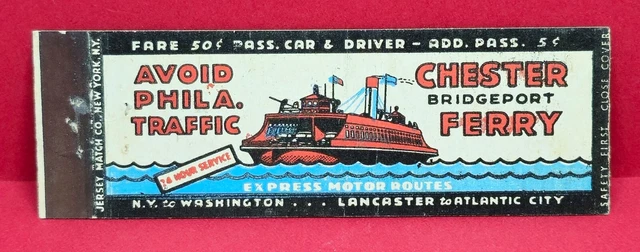 FARE 50¢ PASS. CAR & DRIVER - ADD. PASS. 5¢
AVOID
PHILA.
TRAFFIC
CHESTER
BRIDGEPORT
FERRY
24 HOUR SERVICE
EXPRESS MOTOR ROUTES
N.Y. to WASHINGTON . . . LANCASTER to ATLANTIC CITY
JERSEY MATCH CO., NEW YORK, N.Y.
SAFETY FIRST CLOSE COVER